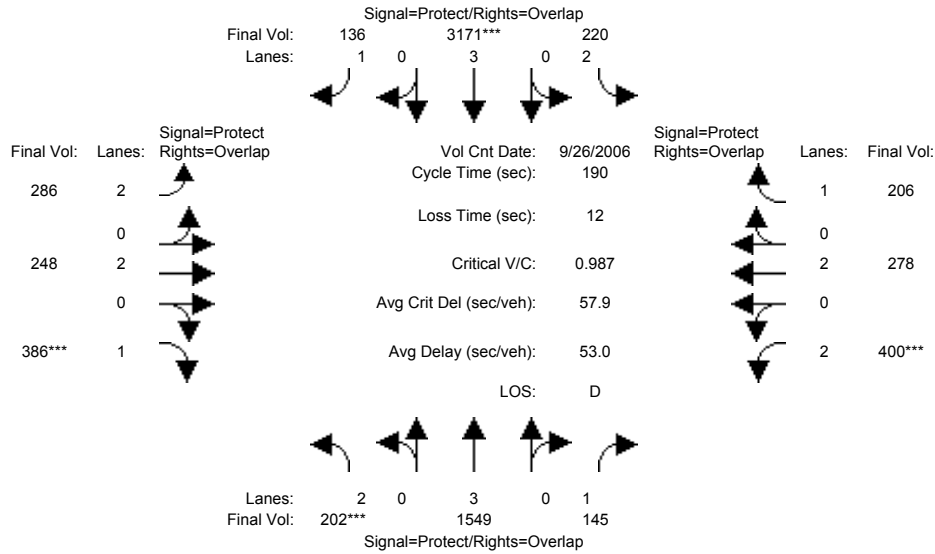 Signal=Protect/Rights=Overlap
Final Vol: 136 3171*** 220
Lanes: 1 0 3 0 2
Signal=Protect
Final Vol: Lanes: Rights=Overlap
Vol Cnt Date: 9/26/2006
Signal=Protect
Rights=Overlap Lanes: Final Vol:
Cycle Time (sec): 190
286 2
1 206
Loss Time (sec): 12
0
0
248 2
Critical V/C: 0.987
2 278
0
Avg Crit Del (sec/veh): 57.9
0
386*** 1
Avg Delay (sec/veh): 53.0
2 400***
LOS: D
Lanes: 2 0 3 0 1
Final Vol: 202*** 1549 145
Signal=Protect/Rights=Overlap